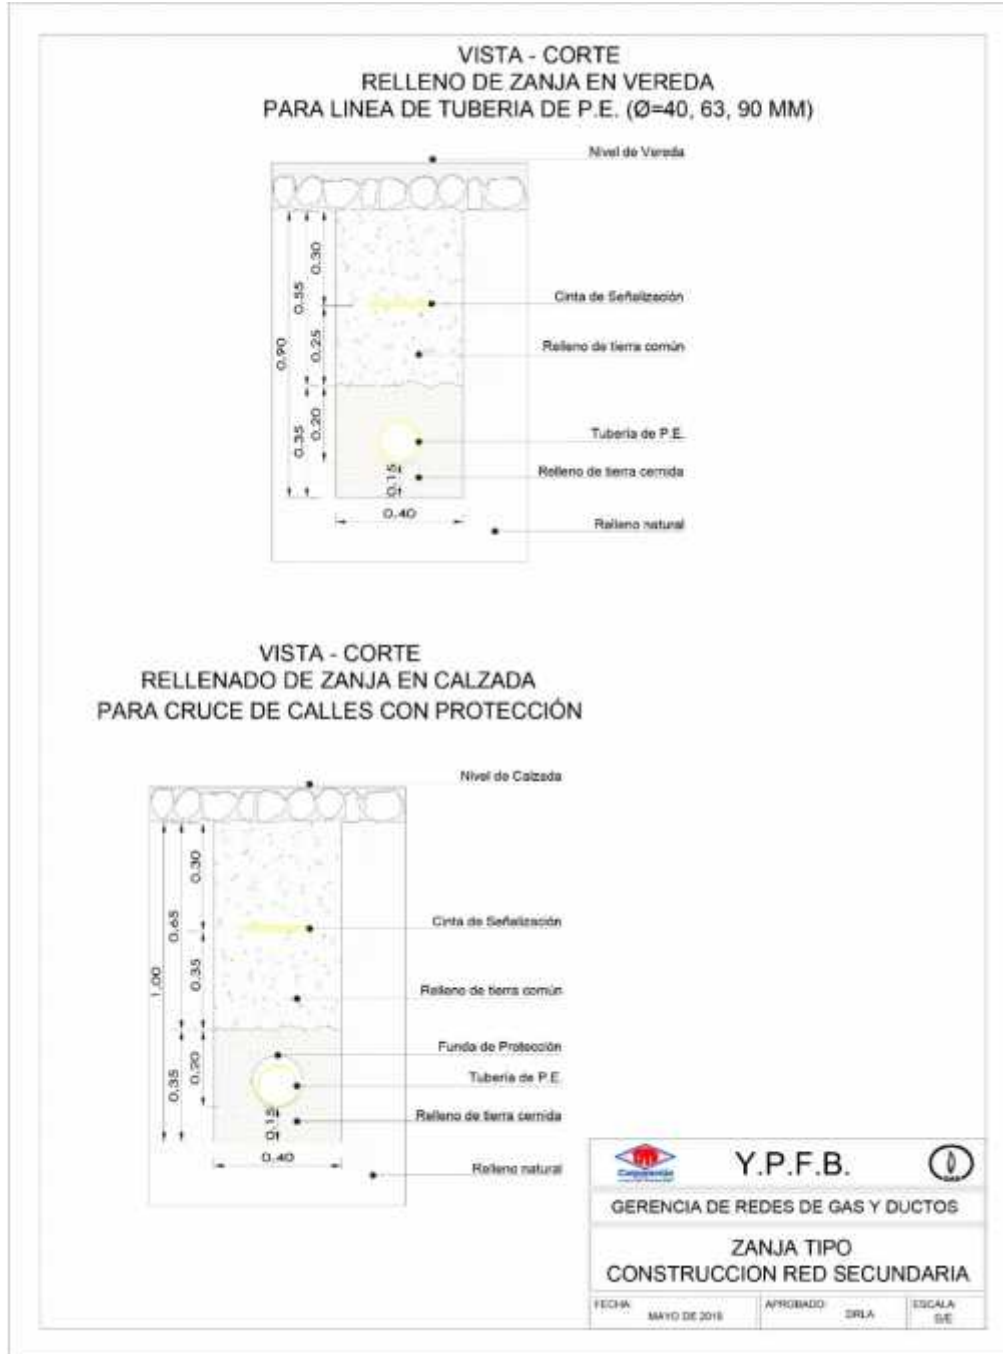 VISTA - CORTE
RELLENO DE ZANJA EN VEREDA
PARA LINEA DE TUBERIA DE P.E. (Ø=40, 63, 90 MM)
Nivel de Vereda
0.30
0.55
Cinta de Señalización
0.25
Relleno de tierra común
0.90
0.20
0.35
Tubería de P.E.
0.15
Relleno de tierra cernida
0.40
Relleno natural
VISTA - CORTE
RELLENADO DE ZANJA EN CALZADA
PARA CRUCE DE CALLES CON PROTECCIÓN
Nivel de Calzada
0.30
0.65
Cinta de Señalización
0.35
1.00
Relleno de tierra común
Funda de Protección
0.20
0.35
Tubería de P.E.
0.15
Relleno de tierra cernida
0.40
Relleno natural
Y.P.F.B.
GAS
GERENCIA DE REDES DE GAS Y DUCTOS
ZANJA TIPO
CONSTRUCCION RED SECUNDARIA
FECHA: MAYO DE 2015
APROBADO: DRLA
ESCALA: S/E